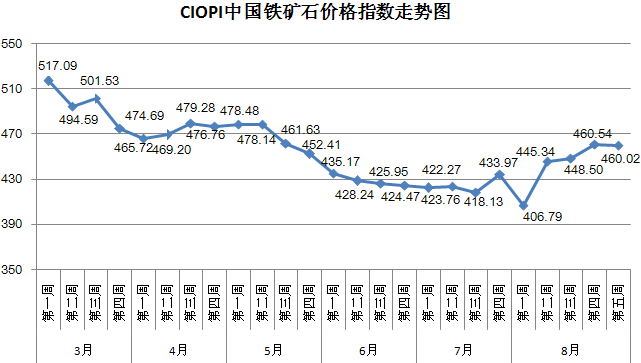 CIOPI中国铁矿石价格指数走势图
550
510
470
430
390
350
517.09
494.59
501.53
474.69
465.72
469.20
479.28
476.76
478.48
478.14
461.63
452.41
435.17
428.24
425.95
424.47
422.27
423.76
418.13
433.97
406.79
445.34
448.50
460.54
460.02
第一周
第二周
第三周
第四周
第一周
第二周
第三周
第四周
第一周
第二周
第三周
第四周
第一周
第二周
第三周
第四周
第一周
第二周
第三周
第四周
第一周
第二周
第三周
第四周
第五周
3月
4月
5月
6月
7月
8月